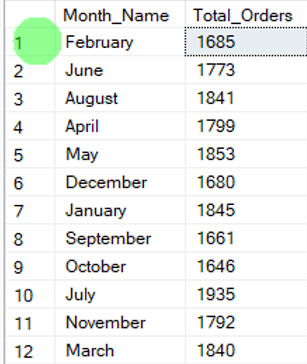 Month_Name Total_Orders
1 February 1685
2 June 1773
3 August 1841
4 April 1799
5 May 1853
6 December 1680
7 January 1845
8 September 1661
9 October 1646
10 July 1935
11 November 1792
12 March 1840